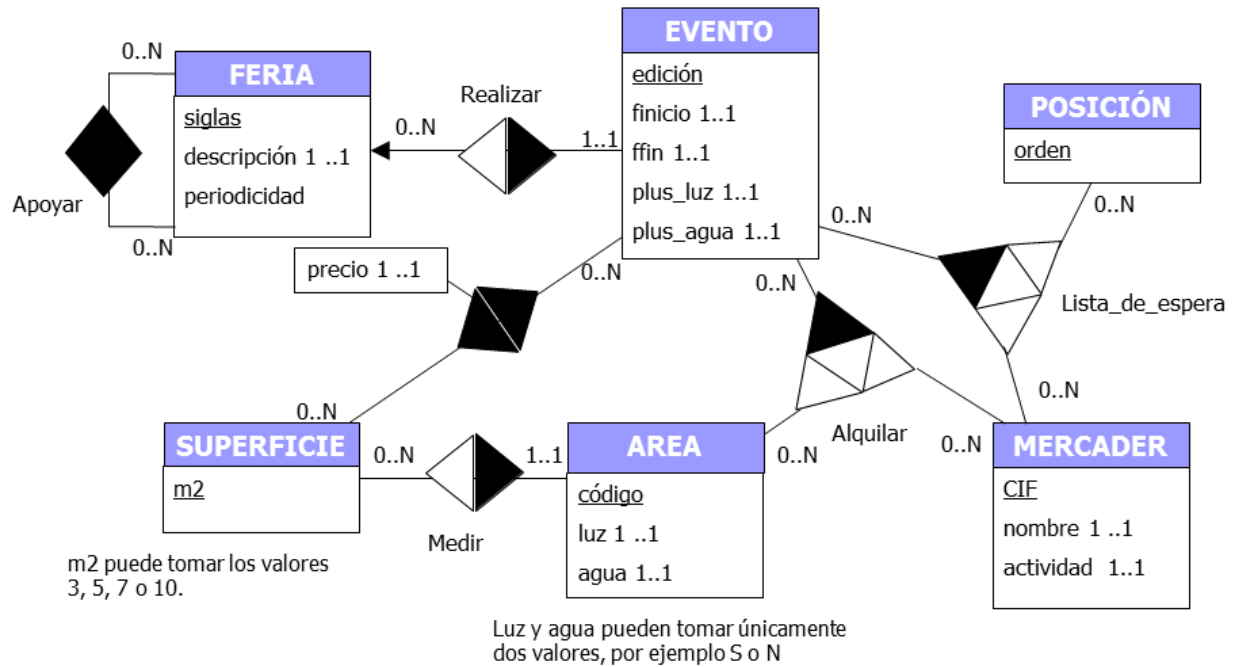 EVENTO
edición
finicio 1..1
ffin 1..1
plus_luz 1..1
plus_agua 1..1
0..N
FERIA
siglas
descripción 1 ..1
periodicidad
Apoyar
0..N
Realizar
0..N
1..1
POSICIÓN
orden
0..N
0..N
Lista_de_espera
0..N
precio 1 ..1
0..N
0..N
0..N
Alquilar
0..N
0..N
SUPERFICIE
m2
0..N
1..1
Medir
AREA
código
luz 1 ..1
agua 1..1
MERCADER
CIF
nombre 1 ..1
actividad 1..1
m2 puede tomar los valores
3, 5, 7 o 10.
Luz y agua pueden tomar únicamente
dos valores, por ejemplo S o N